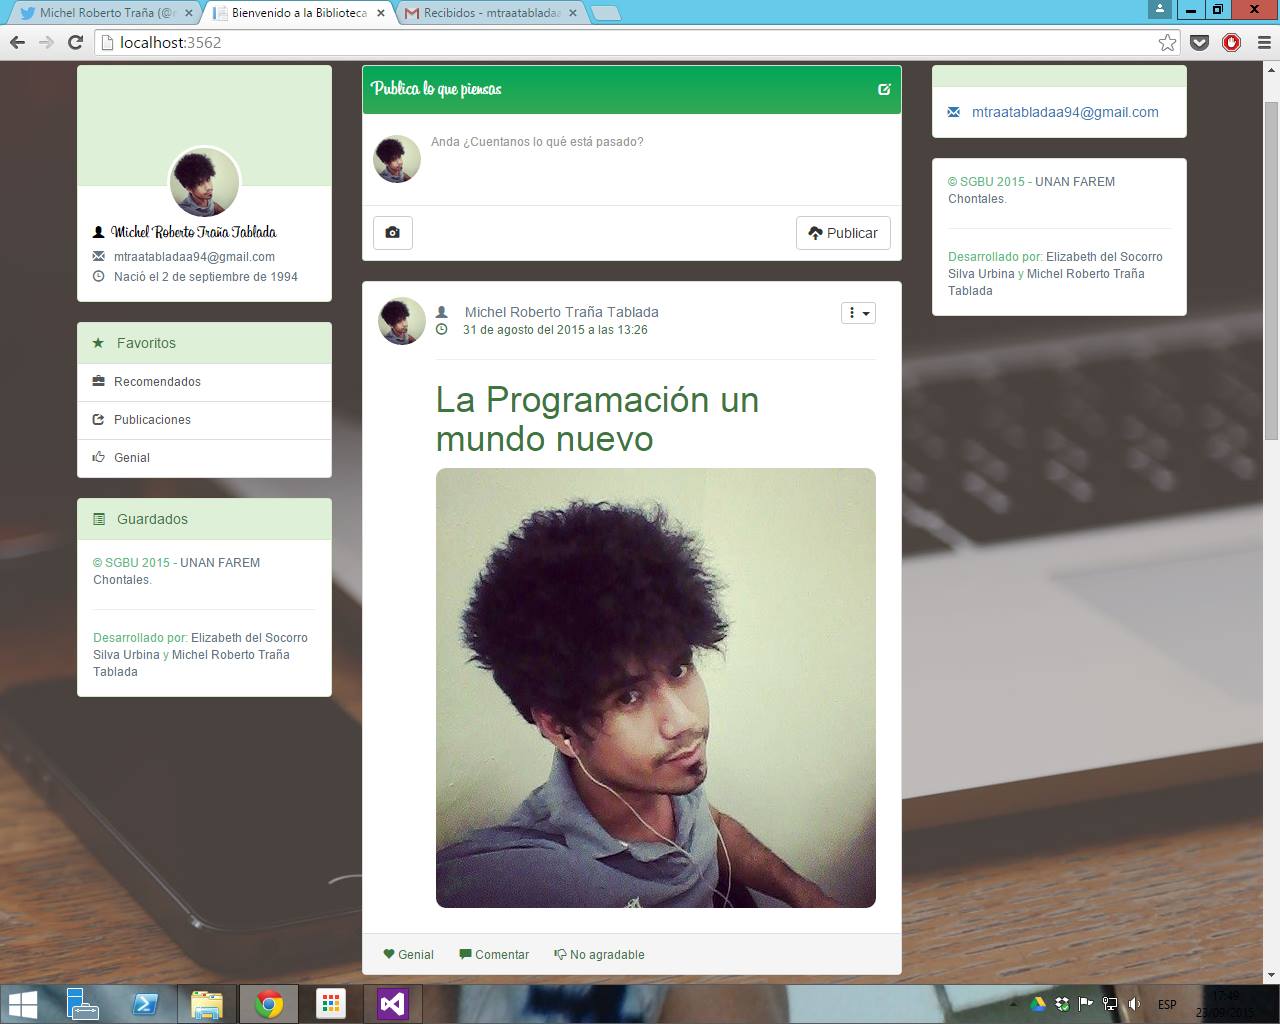 Michel Roberto Traña (@
Bienvenido a la Biblioteca
Recibidos - mtraatabladaa
localhost:3562
Michel Roberto Traña Tablada
mtraatabladaa94@gmail.com
Nació el 2 de septiembre de 1994
Favoritos
Recomendados
Publicaciones
Genial
Guardados
© SGBU 2015 - UNAN FAREM
Chontales.
Desarrollado por: Elizabeth del Socorro
Silva Urbina y Michel Roberto Traña
Tablada
Publica lo que piensas
Anda ¿Cuentanos lo què está pasado?
Publicar
Michel Roberto Traña Tablada
31 de agosto del 2015 a las 13:26
La Programación un
mundo nuevo
Genial
Comentar
No agradable
mtraatabladaa94@gmail.com
© SGBU 2015 - UNAN FAREM
Chontales.
Desarrollado por: Elizabeth del Socorro
Silva Urbina y Michel Roberto Traña
Tablada
ESP
17:49
23/09/2015